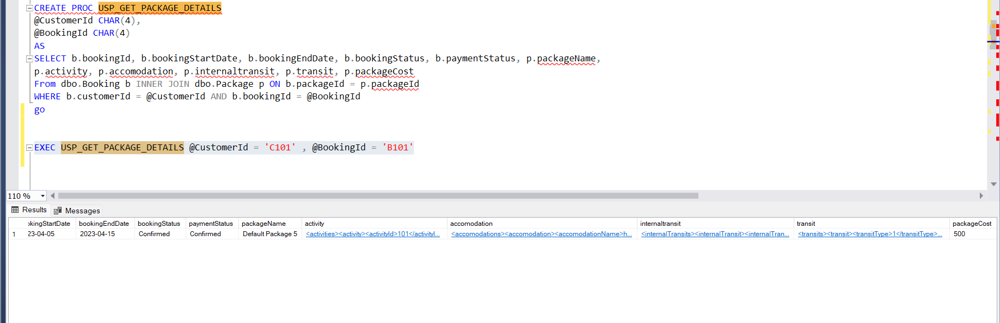 CREATE PROC USP_GET_PACKAGE_DETAILS
@CustomerId CHAR(4),
@BookingId CHAR(4)
AS
SELECT b.bookingId, b.bookingStartDate, b.bookingEndDate, b.bookingStatus, b.paymentStatus, p.packageName,
p.activity, p.accomodation, p.internaltransit, p.transit, p.packageCost
From dbo.Booking b INNER JOIN dbo.Package p ON b.packageId = p.packageId
WHERE b.customerId = @CustomerId AND b.bookingId = @BookingId
go
EXEC USP_GET_PACKAGE_DETAILS @CustomerId = 'C101' , @BookingId = 'B101'
110 %
Results Messages
kingStartDate bookingEndDate bookingStatus paymentStatus packageName activity accomodation internaltransit transit packageCost
1 23-04-05 2023-04-15 Confirmed Confirmed Default Package 5 <activities><activity><activityId>101</activityI... <accomodations><accomodation><accomodationName>h... <internalTransits><internalTransit><internalTran... <transits><transit><transitType>1</transitType>... 500